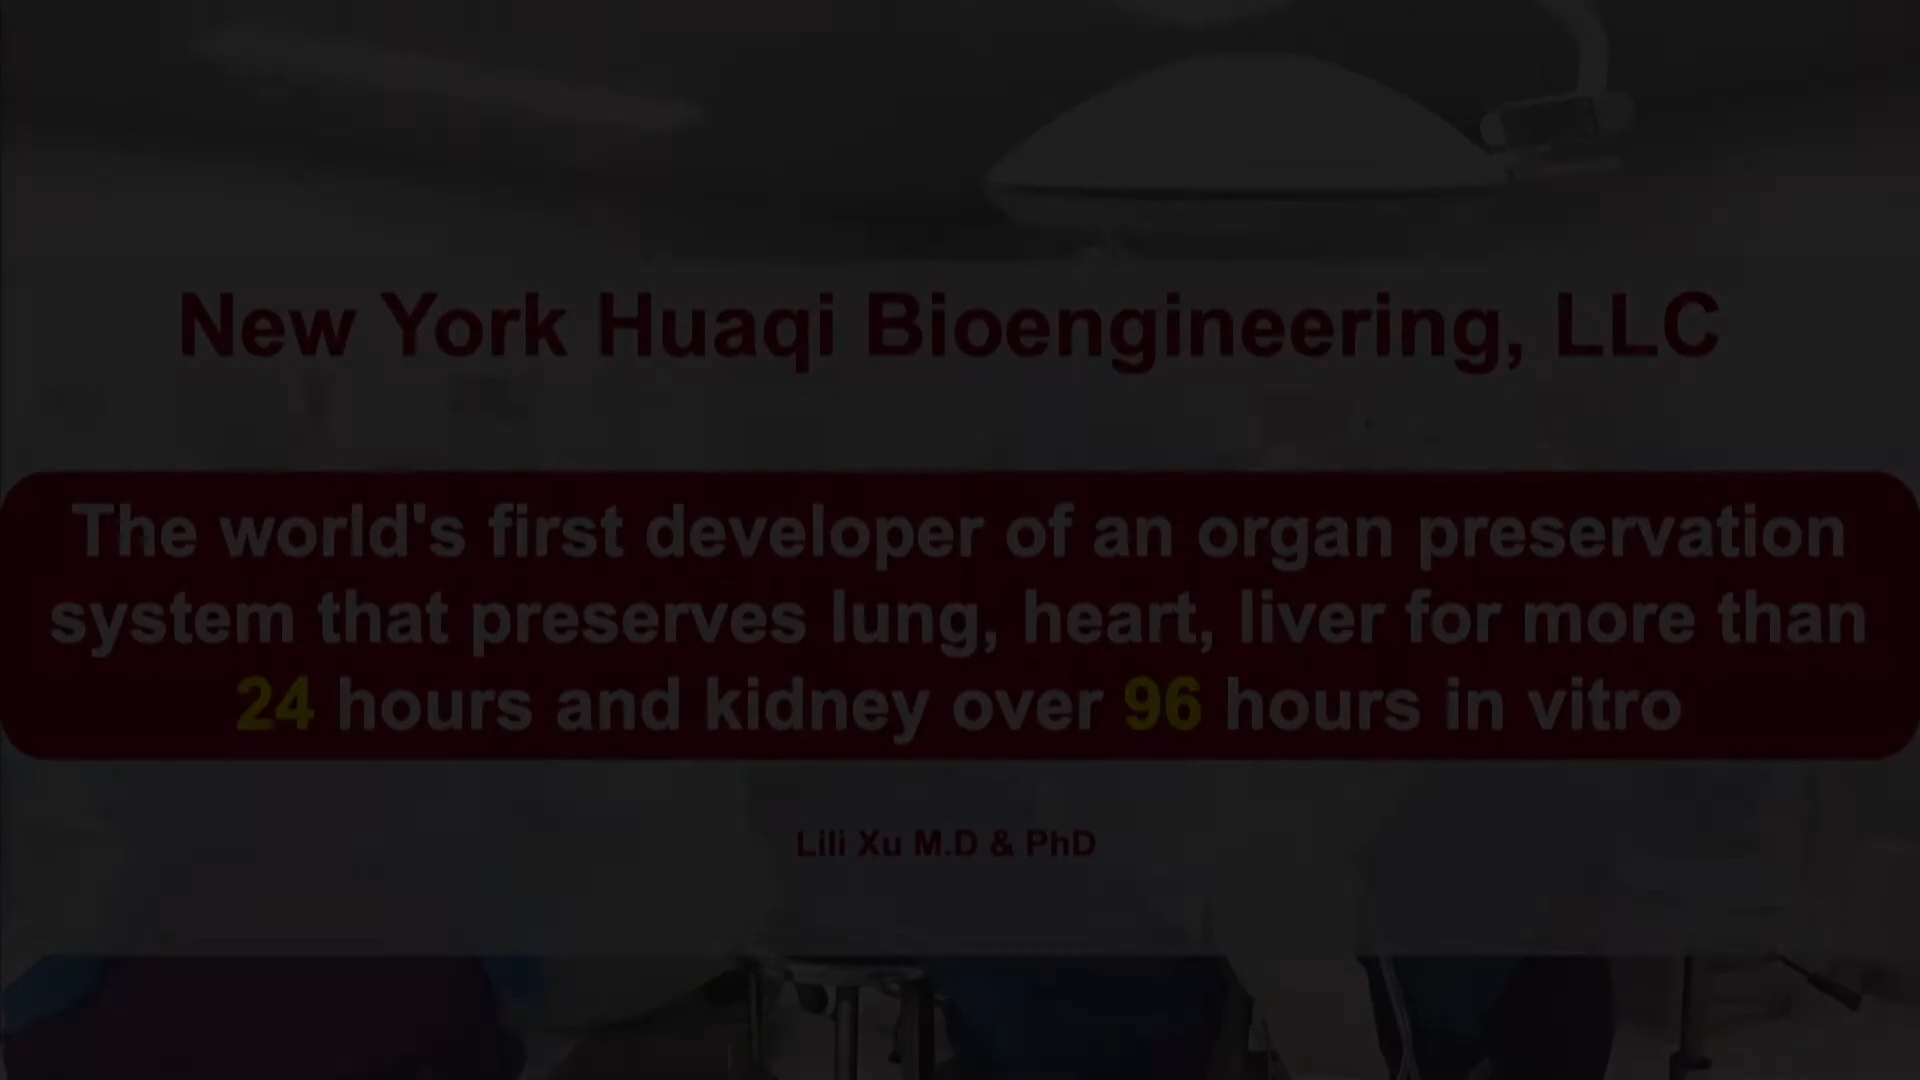 New York Huaqi Bioengineering, LLC
The world's first developer of an organ preservation
system that preserves lung, heart, liver for more than
24 hours and kidney over 96 hours in vitro
Lili Xu M.D & PhD